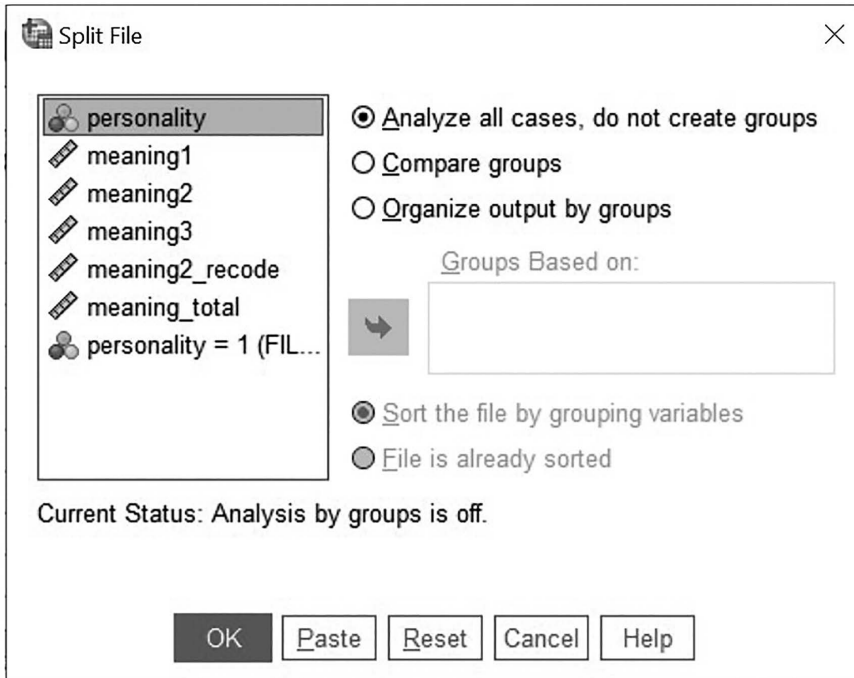 Split File
personality
meaning1
meaning2
meaning3
meaning2_recode
meaning_total
personality = 1 (FIL...
Analyze all cases, do not create groups
Compare groups
Organize output by groups
Groups Based on:
Sort the file by grouping variables
File is already sorted
Current Status: Analysis by groups is off.
OK
Paste
Reset
Cancel
Help